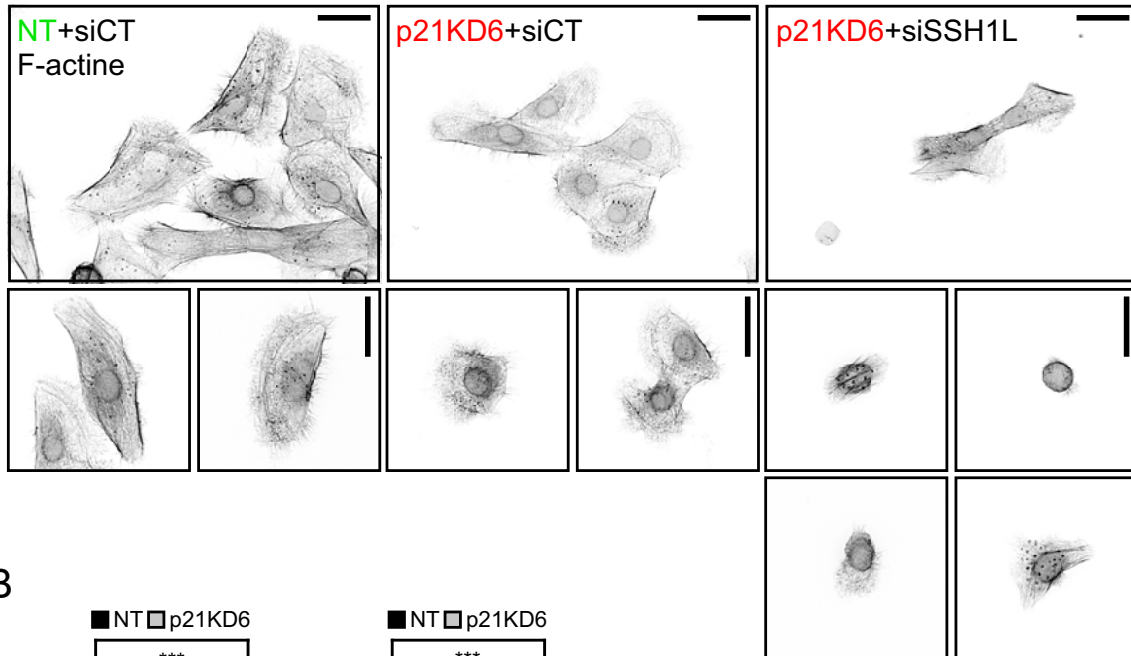 NT+siCT
F-actine
p21KD6+siCT
p21KD6+siSSH1L
B
NT p21KD6
NT p21KD6
***
***